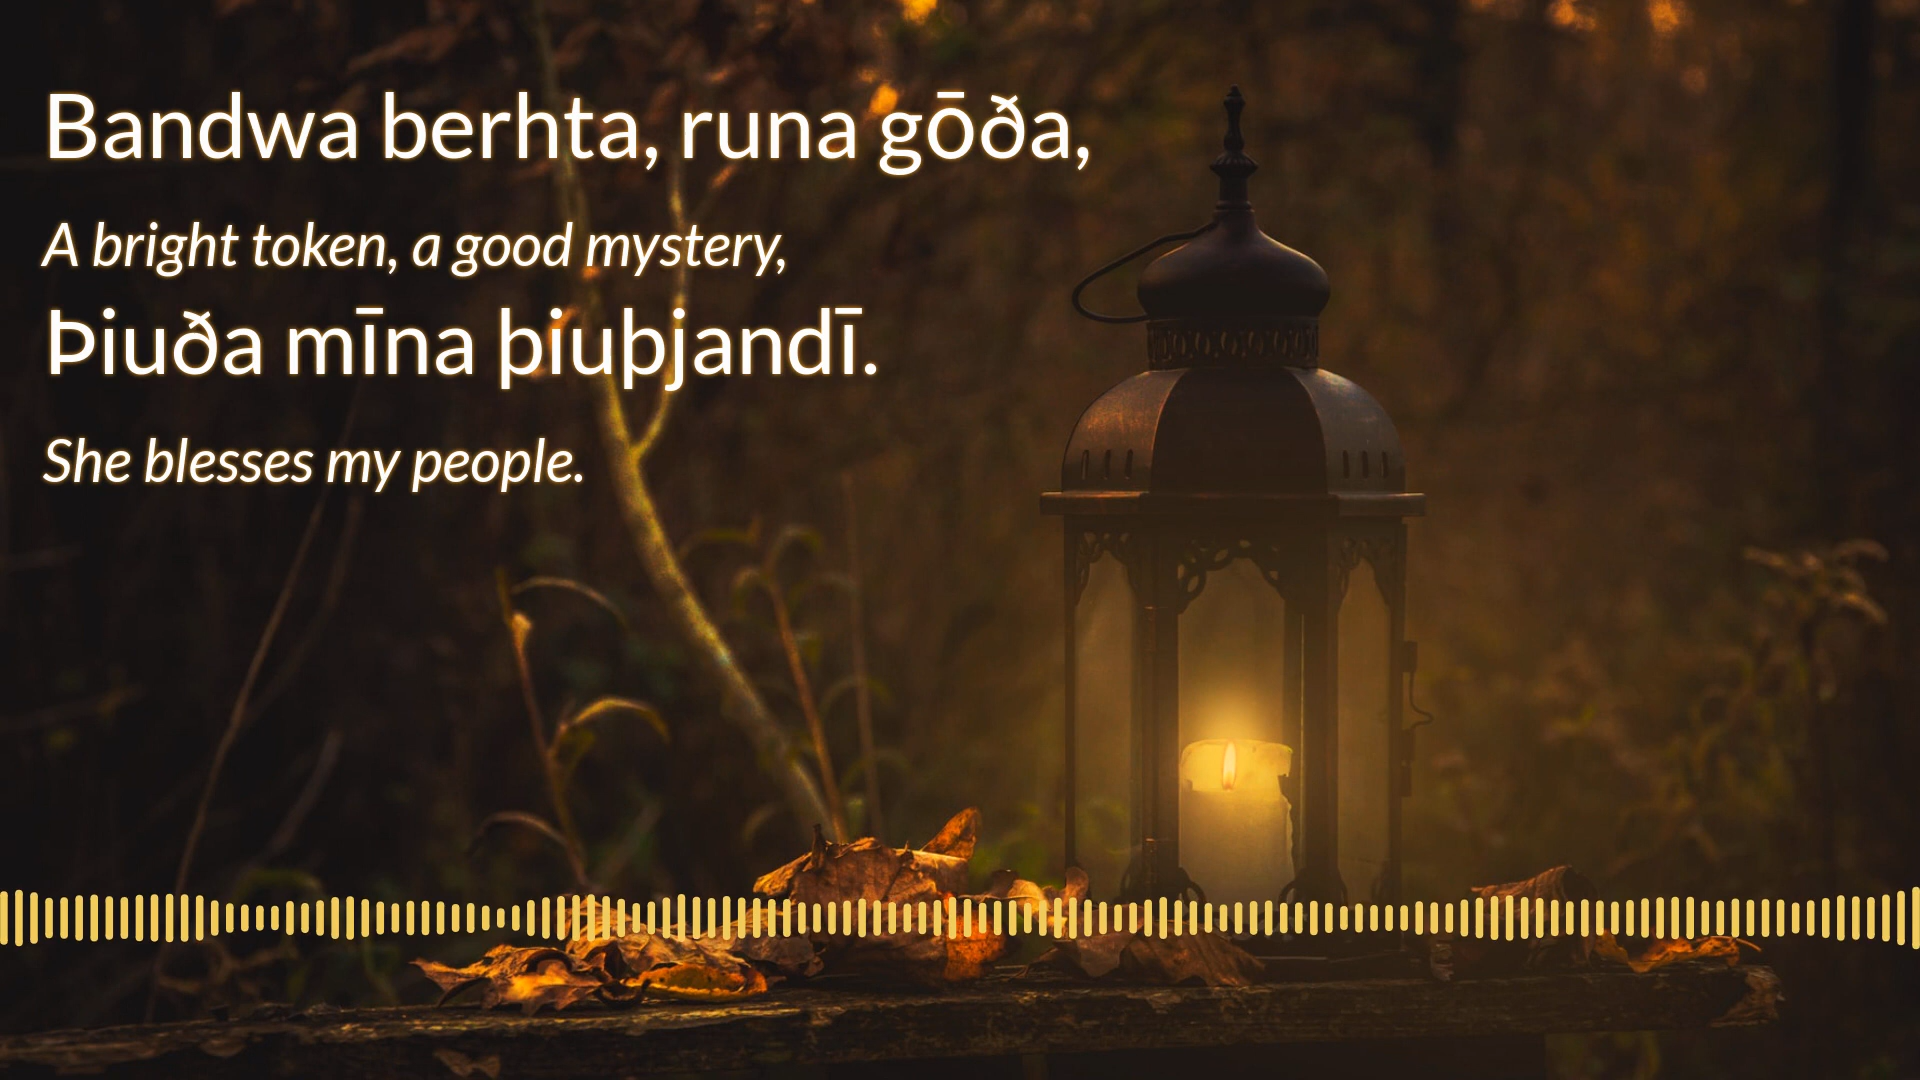 Bandwa berhta, runa gōða,
A bright token, a good mystery,
Þiuða mīna þiuþjandī.
She blesses my people.